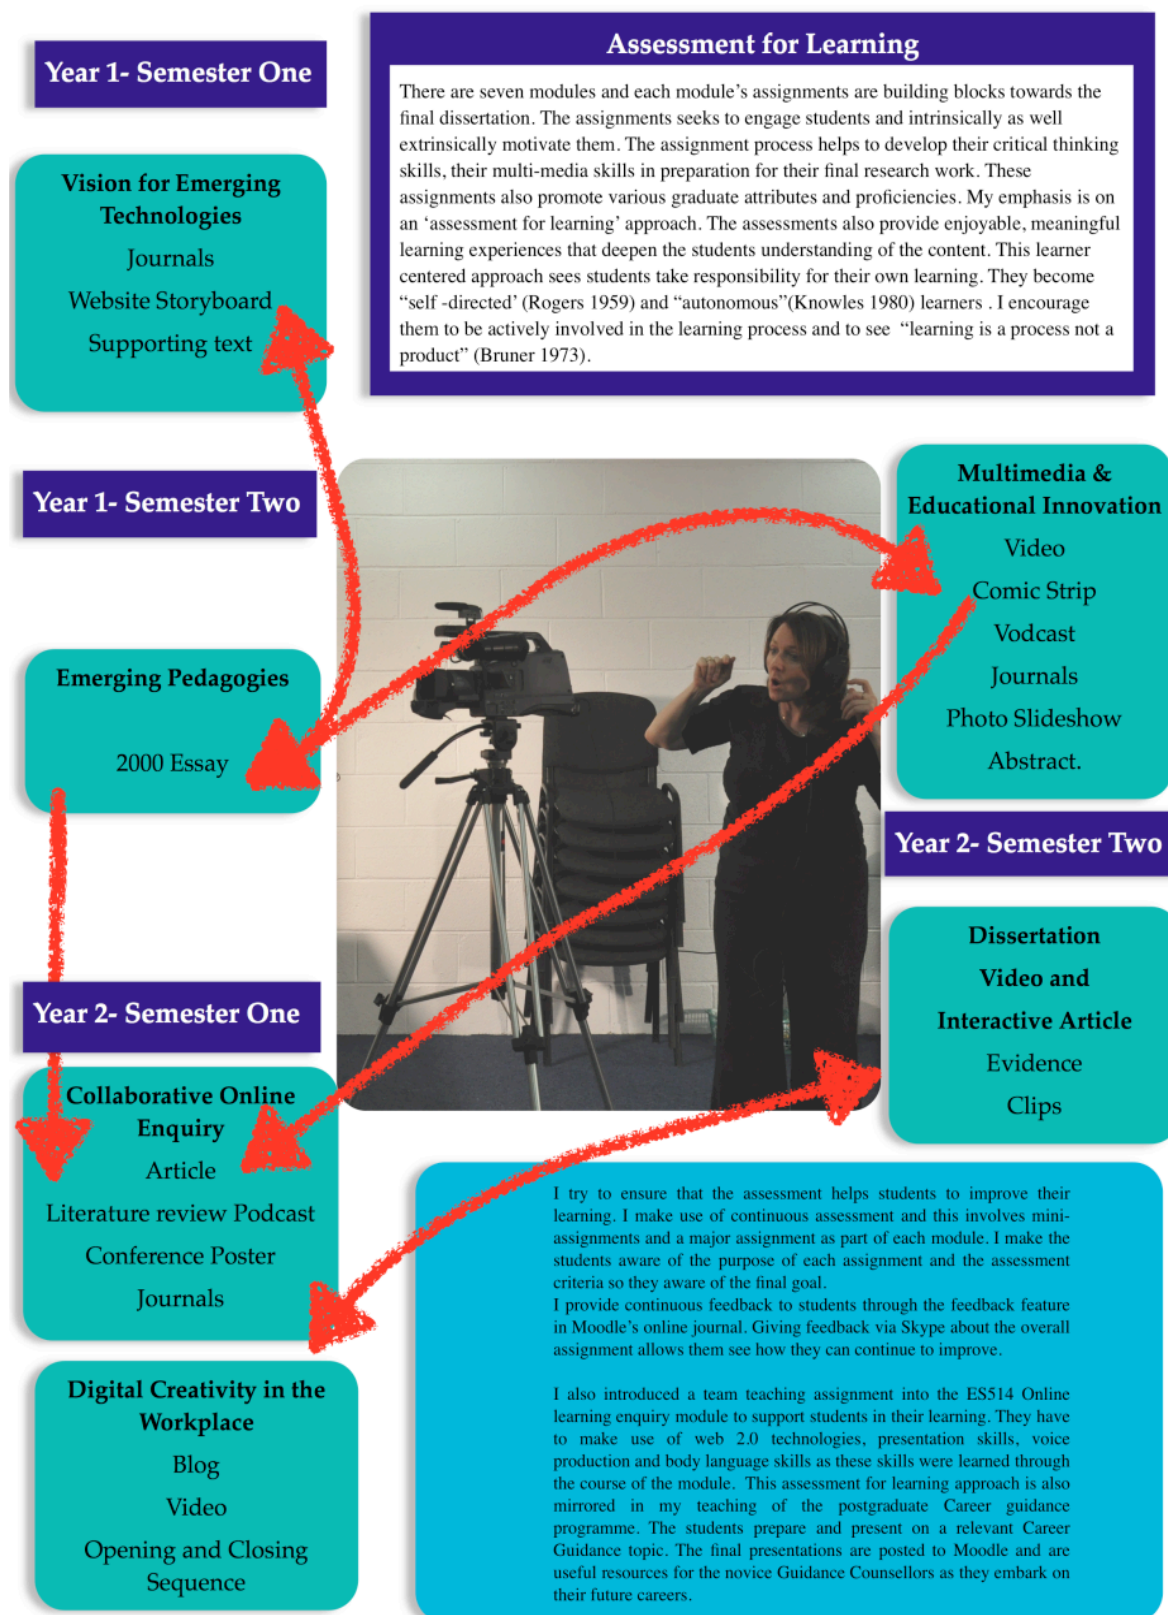 Year 1- Semester One
Assessment for Learning
There are seven modules and each module's assignments are building blocks towards the
final dissertation. The assignments seeks to engage students and intrinsically as well
extrinsically motivate them. The assignment process helps to develop their critical thinking
skills, their multi-media skills in preparation for their final research work. These
assignments also promote various graduate attributes and proficiencies. My emphasis is on
an ‘assessment for learning’ approach. The assessments also provide enjoyable, meaningful
learning experiences that deepen the students understanding of the content. This learner
centered approach sees students take responsibility for their own learning. They become
“self -directed’ (Rogers 1959) and “autonomous”(Knowles 1980) learners . I encourage
them to be actively involved in the learning process and to see “learning is a process not a
product” (Bruner 1973).
Vision for Emerging
Technologies
Journals
Website Storyboard
Supporting text
Year 1- Semester Two
Emerging Pedagogies
2000 Essay
Multimedia &
Educational Innovation
Video
Comic Strip
Vodcast
Journals
Photo Slideshow
Abstract.
Year 2- Semester One
Collaborative Online
Enquiry
Article
Literature review Podcast
Conference Poster
Journals
Digital Creativity in the
Workplace
Blog
Video
Opening and Closing
Sequence
Year 2- Semester Two
Dissertation
Video and
Interactive Article
Evidence
Clips
I try to ensure that the assessment helps students to improve their
learning. I make use of continuous assessment and this involves mini-
assignments and a major assignment as part of each module. I make the
students aware of the purpose of each assignment and the assessment
criteria so they aware of the final goal.
I provide continuous feedback to students through the feedback feature
in Moodle's online journal. Giving feedback via Skype about the overall
assignment allows them see how they can continue to improve.
I also introduced a team teaching assignment into the ES514 Online
learning enquiry module to support students in their learning. They have
to make use of web 2.0 technologies, presentation skills, voice
production and body language skills as these skills were learned through
the course of the module. This assessment for learning approach is also
mirrored in my teaching of the postgraduate Career guidance
programme. The students prepare and present on a relevant Career
Guidance topic. The final presentations are posted to Moodle and are
useful resources for the novice Guidance Counsellors as they embark on
their future careers.